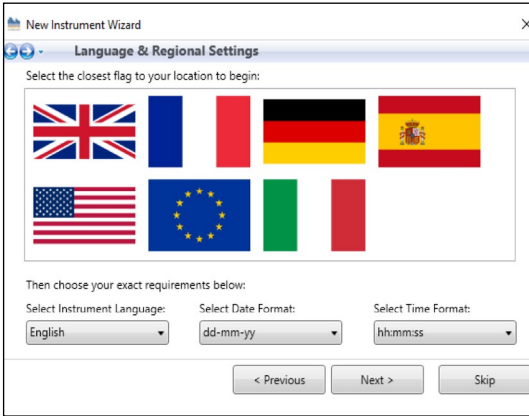 New Instrument Wizard
Language & Regional Settings
Select the closest flag to your location to begin:
Then choose your exact requirements below:
Select Instrument Language:
Select Date Format:
Select Time Format:
English
dd-mm-yy
hh:mm:ss
< Previous
Next >
Skip